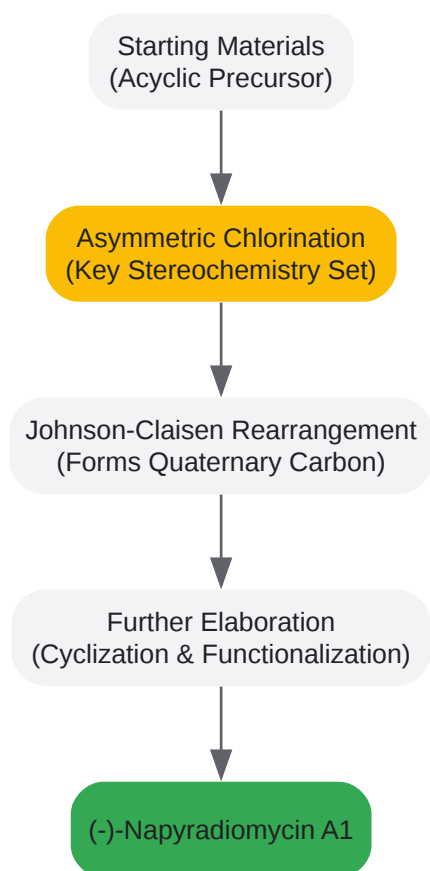 Starting Materials
(Acyclic Precursor)
Asymmetric Chlorination
(Key Stereochemistry Set)
Johnson-Claisen Rearrangement
(Forms Quaternary Carbon)
Further Elaboration
(Cyclization & Functionalization)
(-)-Napyradiomycin A1